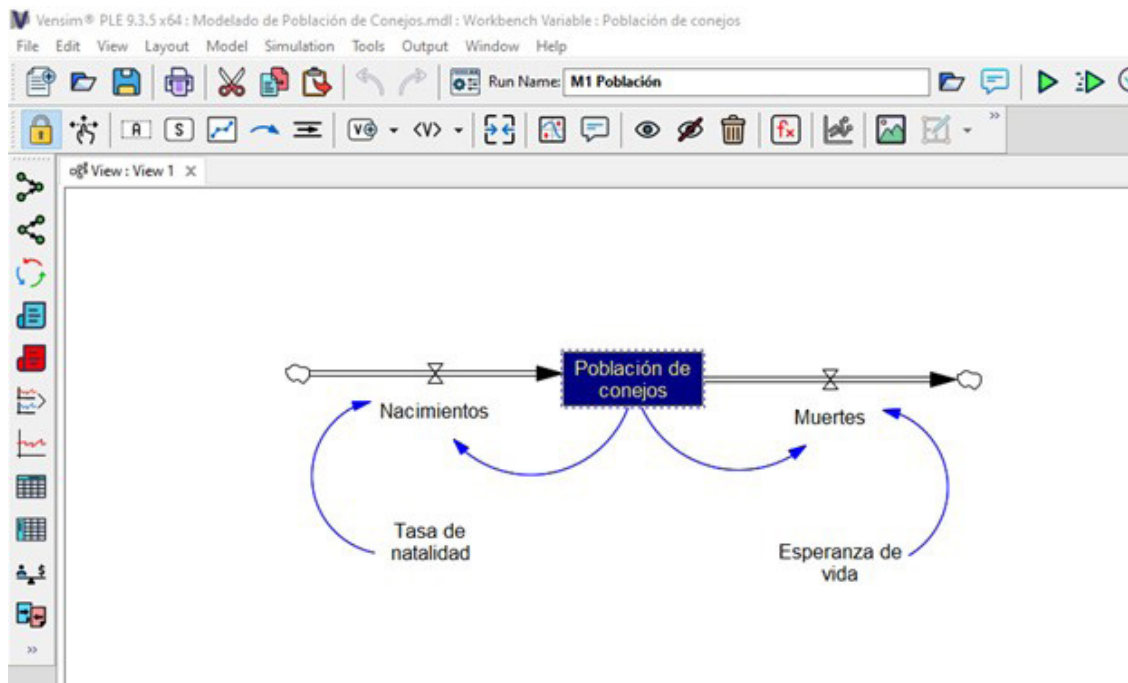 Vensim® PLE 9.3.5 x64 : Modelado de Población de Conejos.mdl : Workbench Variable : Población de conejos
File Edit View Layout Model Simulation Tools Output Window Help
Run Name: M1 Población
A S V <V> fx
View : View 1 X
Población de
conejos
Nacimientos
Muertes
Tasa de
natalidad
Esperanza de
vida